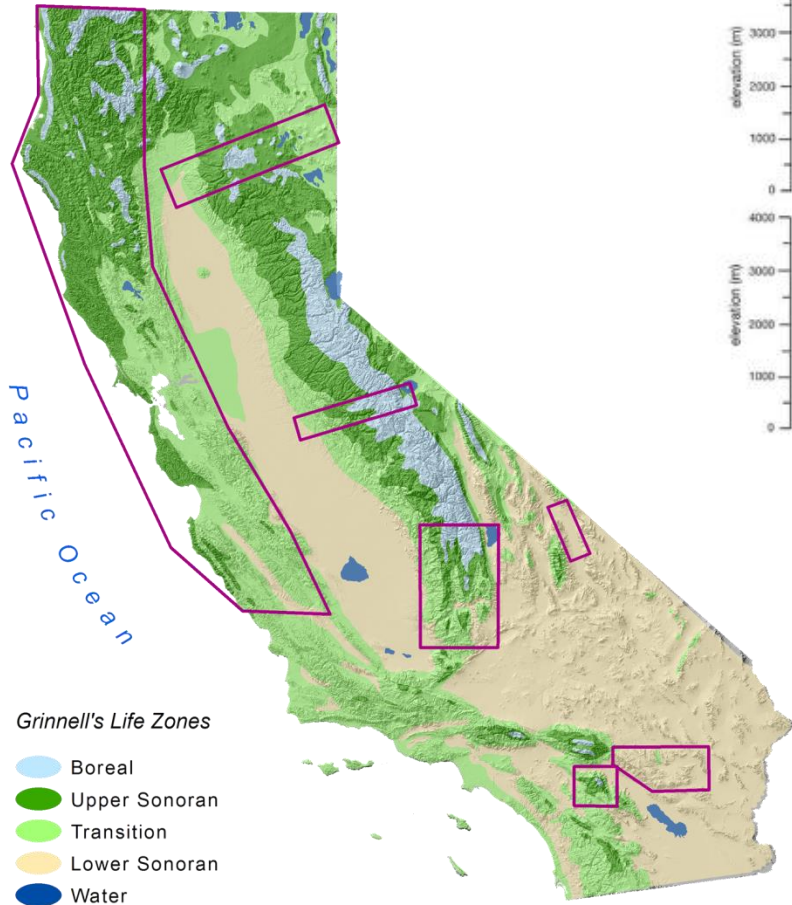 elevation (m)
3000
2000
1000
0
4000
elevation (m)
3000
2000
1000
0
Pacific Ocean
Grinnell's Life Zones
Boreal
Upper Sonoran
Transition
Lower Sonoran
Water